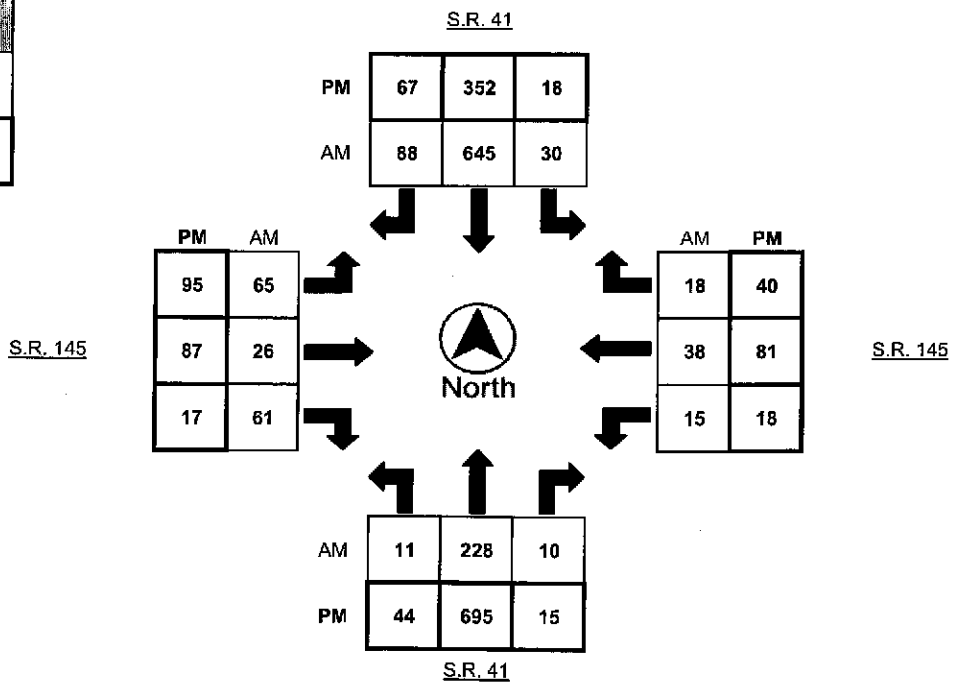 S.R. 41
PM 67 352 18
AM 88 645 30
PM AM
95 65
87 26
17 61
S.R. 145
North
AM PM
18 40
38 81
15 18
S.R. 145
AM 11 228 10
PM 44 695 15
S.R. 41